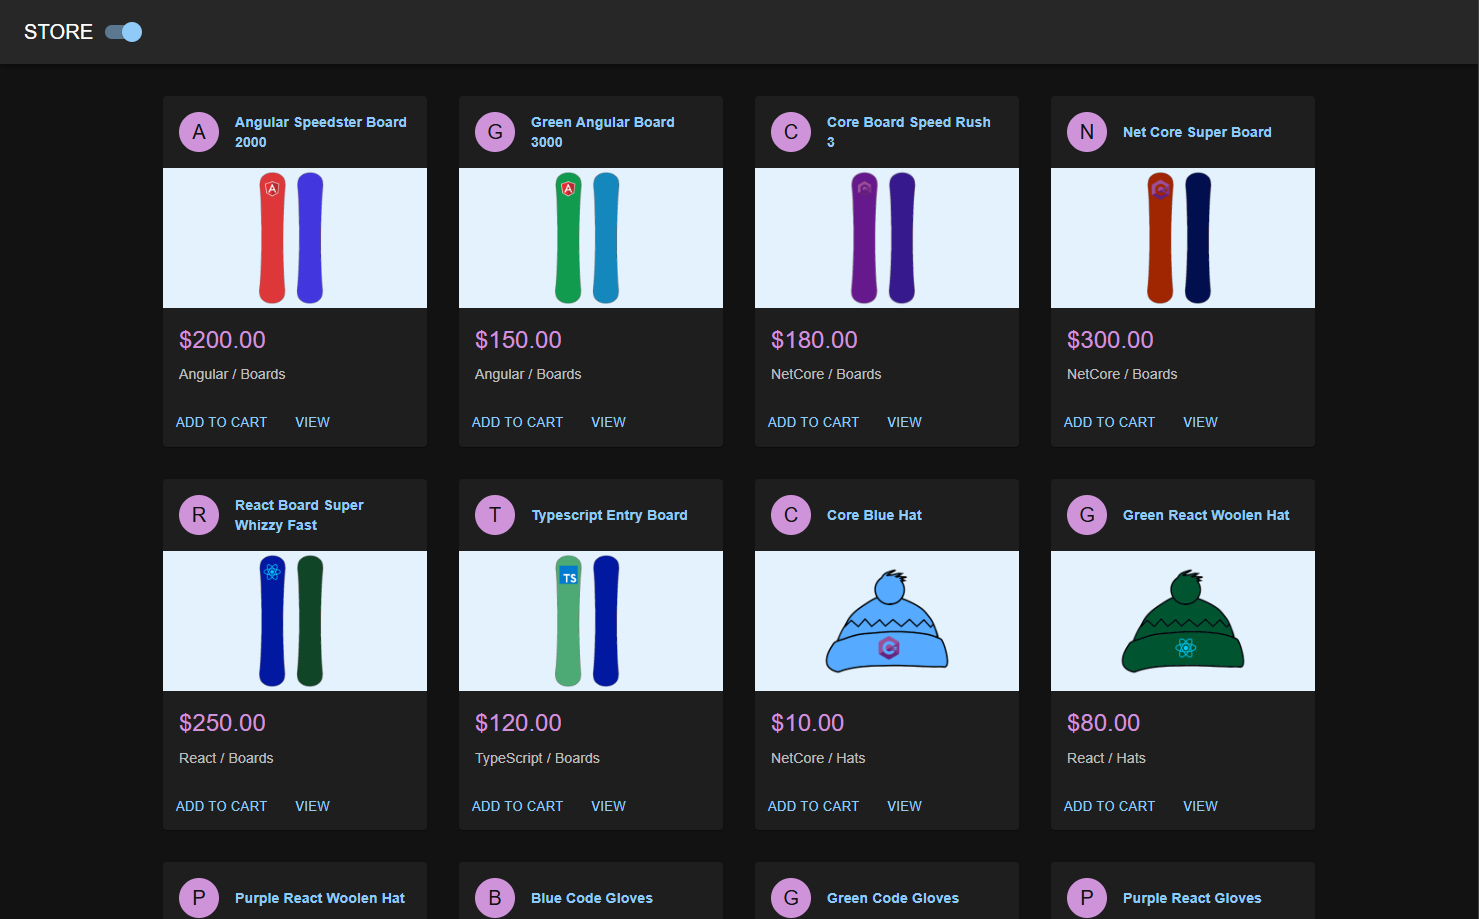 STORE
A
Angular Speedster Board
2000
G
Green Angular Board
3000
C
Core Board Speed Rush
3
N
Net Core Super Board
A
A
$200.00
$150.00
$180.00
$300.00
Angular / Boards
Angular / Boards
NetCore / Boards
NetCore / Boards
ADD TO CART
VIEW
ADD TO CART
VIEW
ADD TO CART
VIEW
ADD TO CART
VIEW
R
React Board Super
Whizzy Fast
T
Typescript Entry Board
C
Core Blue Hat
G
Green React Woolen Hat
TS
$250.00
$120.00
$10.00
$80.00
React / Boards
TypeScript / Boards
NetCore / Hats
React / Hats
ADD TO CART
VIEW
ADD TO CART
VIEW
ADD TO CART
VIEW
ADD TO CART
VIEW
P
Purple React Woolen Hat
B
Blue Code Gloves
G
Green Code Gloves
P
Purple React Gloves